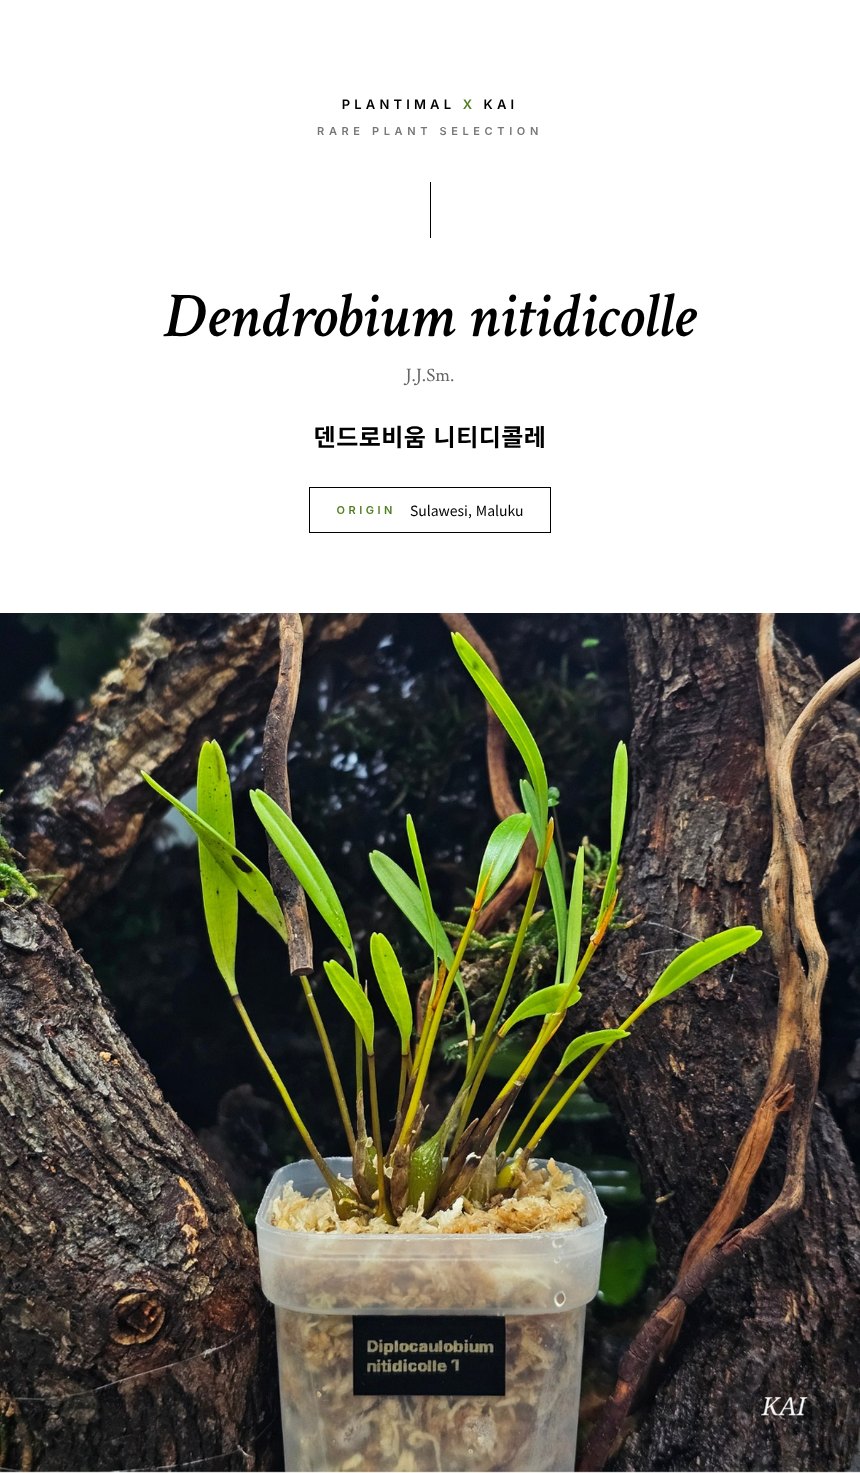 PLANTIMAL X KAI
RARE PLANT SELECTION
Dendrobium nitidicolle
J.J.Sm.
덴드로비움 니티디콜레
ORIGIN Sulawesi, Maluku
Diplocaulobium
nitidicolle 1
KAI